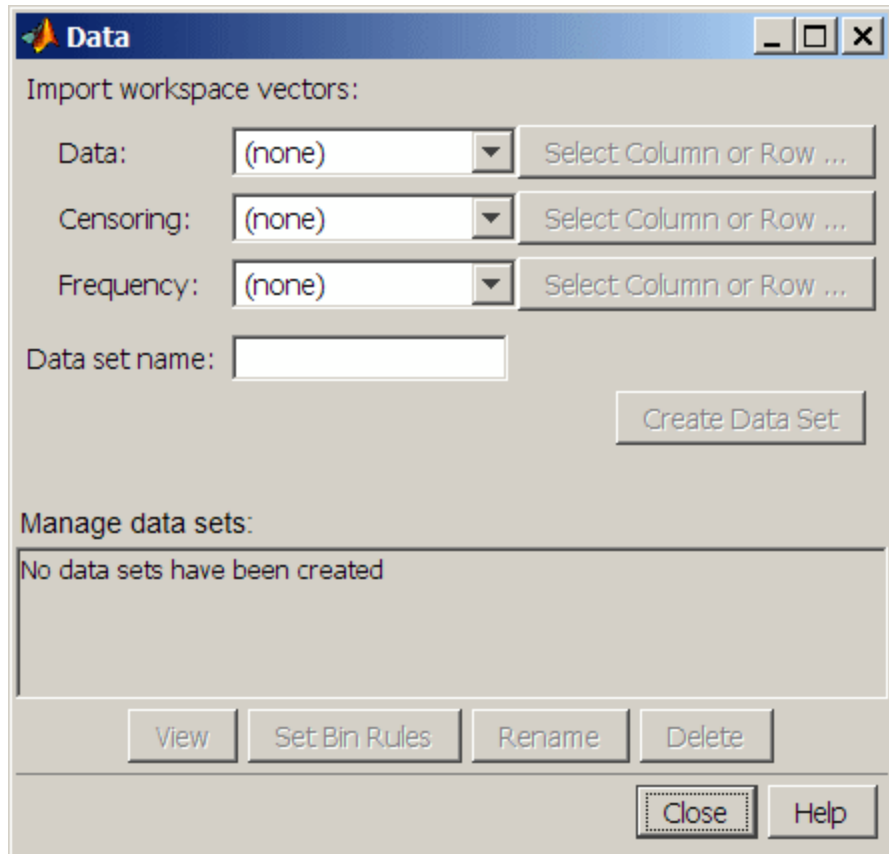 Data
Import workspace vectors:
Data: (none) Select Column or Row ...
Censoring: (none) Select Column or Row ...
Frequency: (none) Select Column or Row ...
Data set name:
Create Data Set
Manage data sets:
No data sets have been created
View Set Bin Rules Rename Delete
Close Help